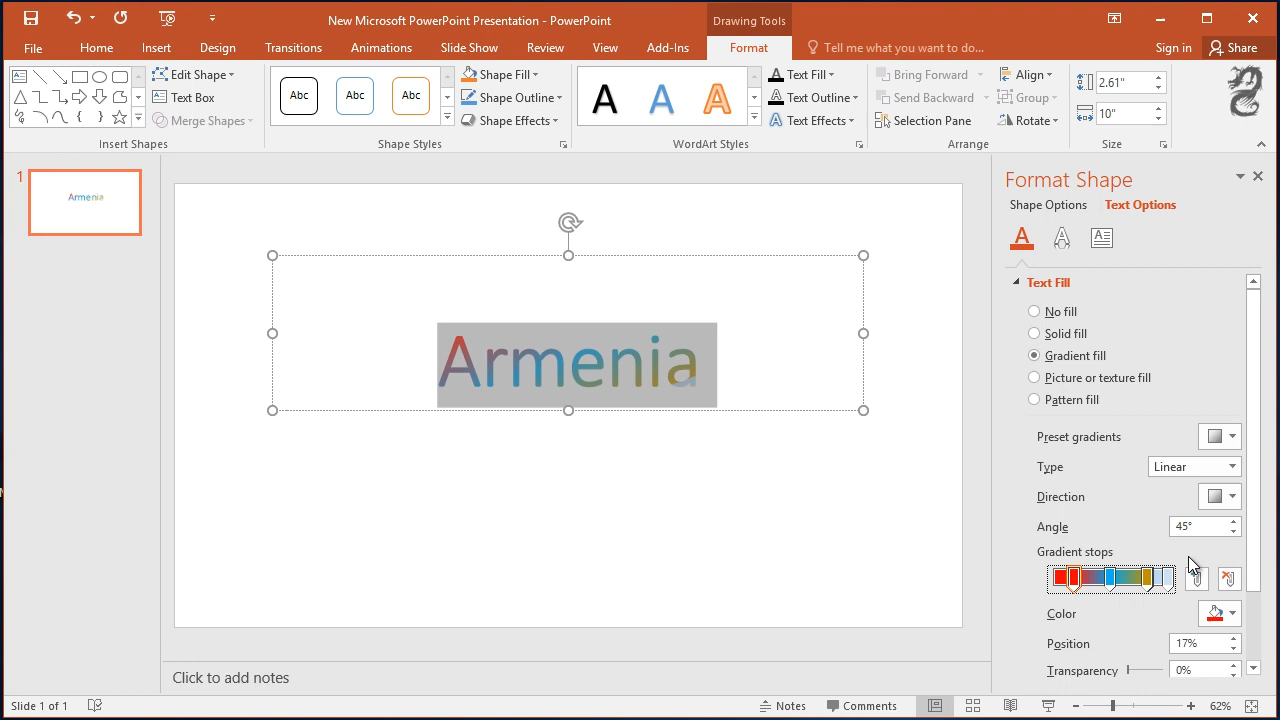 New Microsoft PowerPoint Presentation - PowerPoint
Drawing Tools
File Home Insert Design Transitions Animations Slide Show Review View Add-Ins Format Tell me what you want to do... Sign in Share
Edit Shape
Text Box
Merge Shapes
Insert Shapes
Abc Abc Abc
Shape Fill
Shape Outline
Shape Effects
Shape Styles
A A A
Text Fill
Text Outline
Text Effects
WordArt Styles
Bring Forward
Send Backward
Selection Pane
Align
Group
Rotate
Arrange
2.61"
10"
Size
1
Armenia
Armenia
Click to add notes
Format Shape
Shape Options Text Options
Text Fill
No fill
Solid fill
Gradient fill
Picture or texture fill
Pattern fill
Preset gradients
Type Linear
Direction
Angle 45°
Gradient stops
Color
Position 17%
Transparency 0%
Slide 1 of 1 Notes Comments 62%